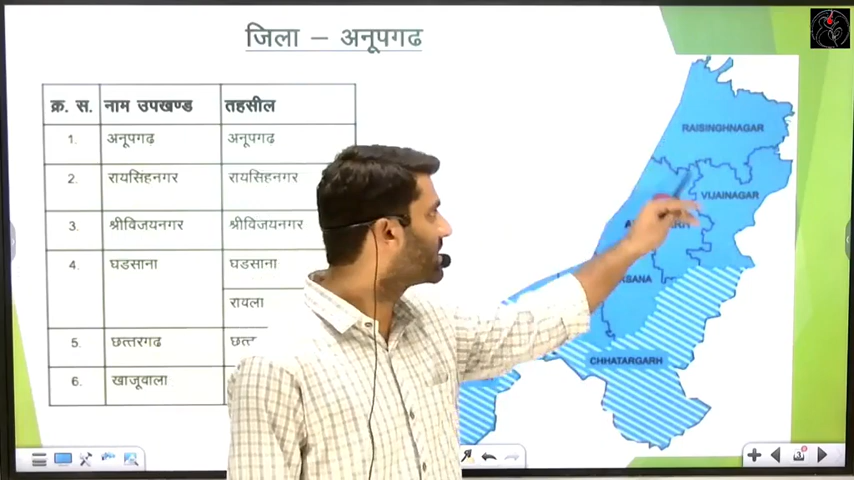 जिला – अनूपगढ
क्र. स. नाम उपखण्ड तहसील
1. अनूपगढ अनूपगढ
2. रायसिंहनगर रायसिंहनगर
3. श्रीविजयनगर श्रीविजयनगर
4. घडसाना घडसाना
रायला
5. छत्तरगढ
6. खाजूवाला
RAISINGHNAGAR
VIJAINAGAR
CHHATARGARH